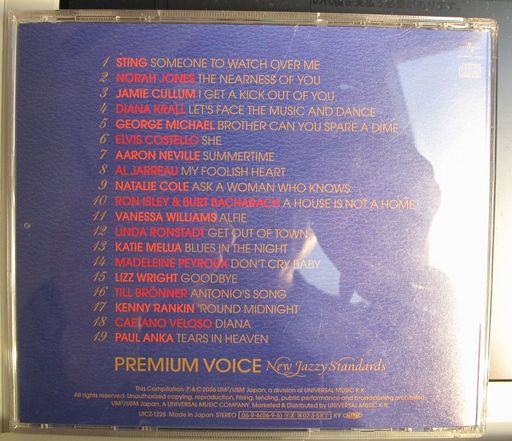 1 STING SOMEONE TO WATCH OVER ME
2 NORAH JONES THE NEARNESS OF YOU
3 JAMIE CULLUM I GET A KICK OUT OF YOU
4 DIANA KRALL LET'S FACE THE MUSIC AND DANCE
5 GEORGE MICHAEL BROTHER CAN YOU SPARE A DIME
6 ELVIS COSTELLO SHE
7 AARON NEVILLE SUMMERTIME
8 AL JARREAU MY FOOLISH HEART
9 NATALIE COLE ASK A WOMAN WHO KNOWS
10 RON ISLEY & BURT BACHARACH A HOUSE IS NOT A HOME
11 VANESSA WILLIAMS ALFIE
12 LINDA RONSTADT GET OUT OF TOWN
13 KATIE MELUA BLUES IN THE NIGHT
14 MADELEINE PEYROUX DON'T CRY BABY
15 LIZZ WRIGHT GOODBYE
16 TILL BRÖNNER ANTONIO'S SONG
17 KENNY RANKIN 'ROUND MIDNIGHT
18 CAETANO VELOSO DIANA
19 PAUL ANKA TEARS IN HEAVEN
PREMIUM VOICE New Jazzy Standards
This Compilation ℗ & © 2006 UM³/USM Japan, a division of UNIVERSAL MUSIC K.K.
All rights reserved. Unauthorized copying, reproduction, hiring, lending, public performance and broadcasting prohibited.
UM³/USM Japan, A UNIVERSAL MUSIC COMPANY. Marketed & Distributed by UNIVERSAL MUSIC K.K.
UICZ-1225 Made in Japan STEREO